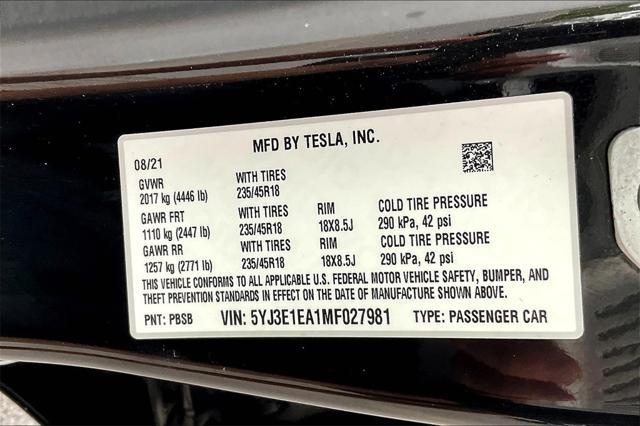 MFD BY TESLA, INC.
08/21
GVWR WITH TIRES
2017 kg (4446 lb) 235/45R18
GAWR FRT WITH TIRES RIM COLD TIRE PRESSURE
1110 kg (2447 lb) 235/45R18 18X8.5J 290 kPa, 42 psi
GAWR RR WITH TIRES RIM COLD TIRE PRESSURE
1257 kg (2771 lb) 235/45R18 18X8.5J 290 kPa, 42 psi
THIS VEHICLE CONFORMS TO ALL APPLICABLE U.S. FEDERAL MOTOR VEHICLE SAFETY, BUMPER, AND
THEFT PREVENTION STANDARDS IN EFFECT ON THE DATE OF MANUFACTURE SHOWN ABOVE.
PNT: PBSB VIN: 5YJ3E1EA1MF027981 TYPE: PASSENGER CAR